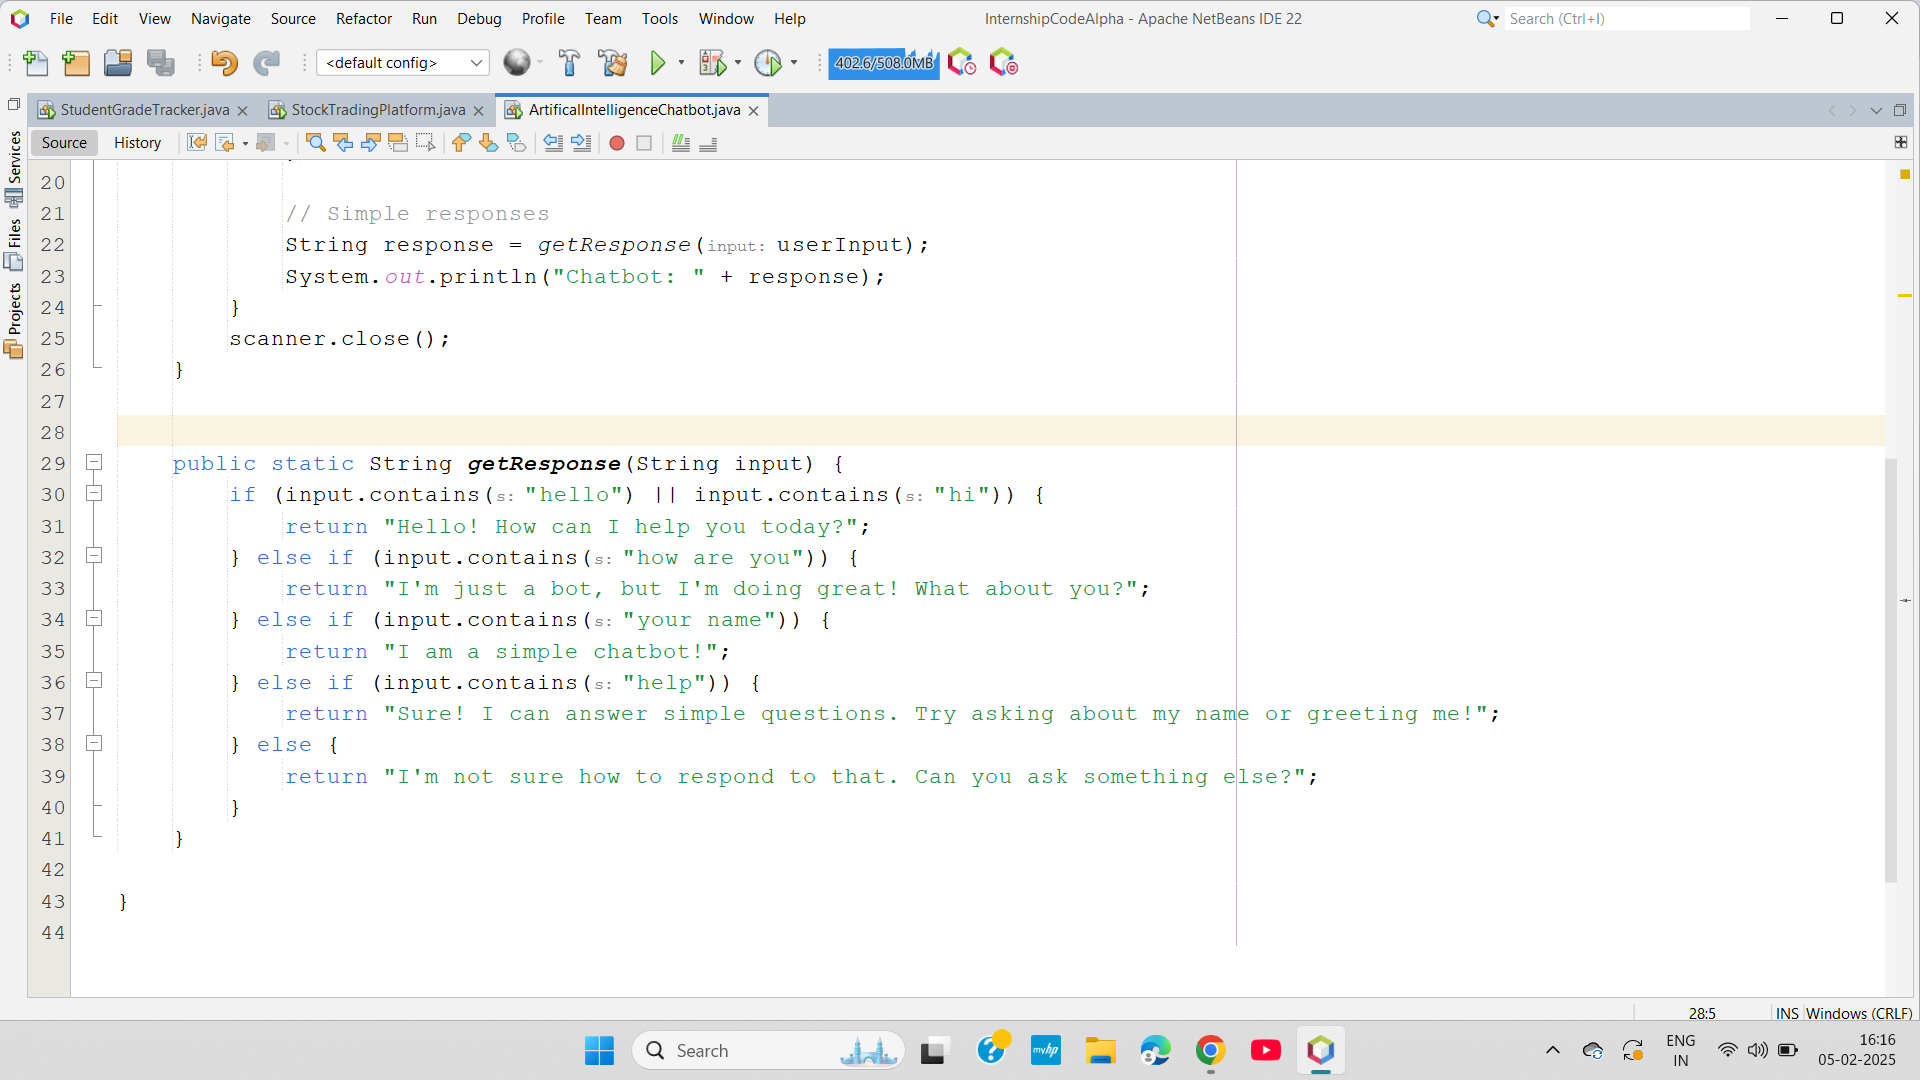 File Edit View Navigate Source Refactor Run Debug Profile Team Tools Window Help InternshipCodeAlpha - Apache NetBeans IDE 22 Search (Ctrl+I)
<default config> 402.6/508.0MB
StudentGradeTracker.java StockTradingPlatform.java ArtificalIntelligenceChatbot.java
Source History
Services
Files
Projects
20
21 // Simple responses
22 String response = getResponse(input: userInput);
23 System.out.println("Chatbot: " + response);
24 }
25 scanner.close();
26 }
27
28
29 public static String getResponse(String input) {
30 if (input.contains(s: "hello") || input.contains(s: "hi")) {
31 return "Hello! How can I help you today?";
32 } else if (input.contains(s: "how are you")) {
33 return "I'm just a bot, but I'm doing great! What about you?";
34 } else if (input.contains(s: "your name")) {
35 return "I am a simple chatbot!";
36 } else if (input.contains(s: "help")) {
37 return "Sure! I can answer simple questions. Try asking about my name or greeting me!";
38 } else {
39 return "I'm not sure how to respond to that. Can you ask something else?";
40 }
41 }
42
43 }
44
28:5 INS Windows (CRLF)
Search myhp ENG 16:16
IN 05-02-2025